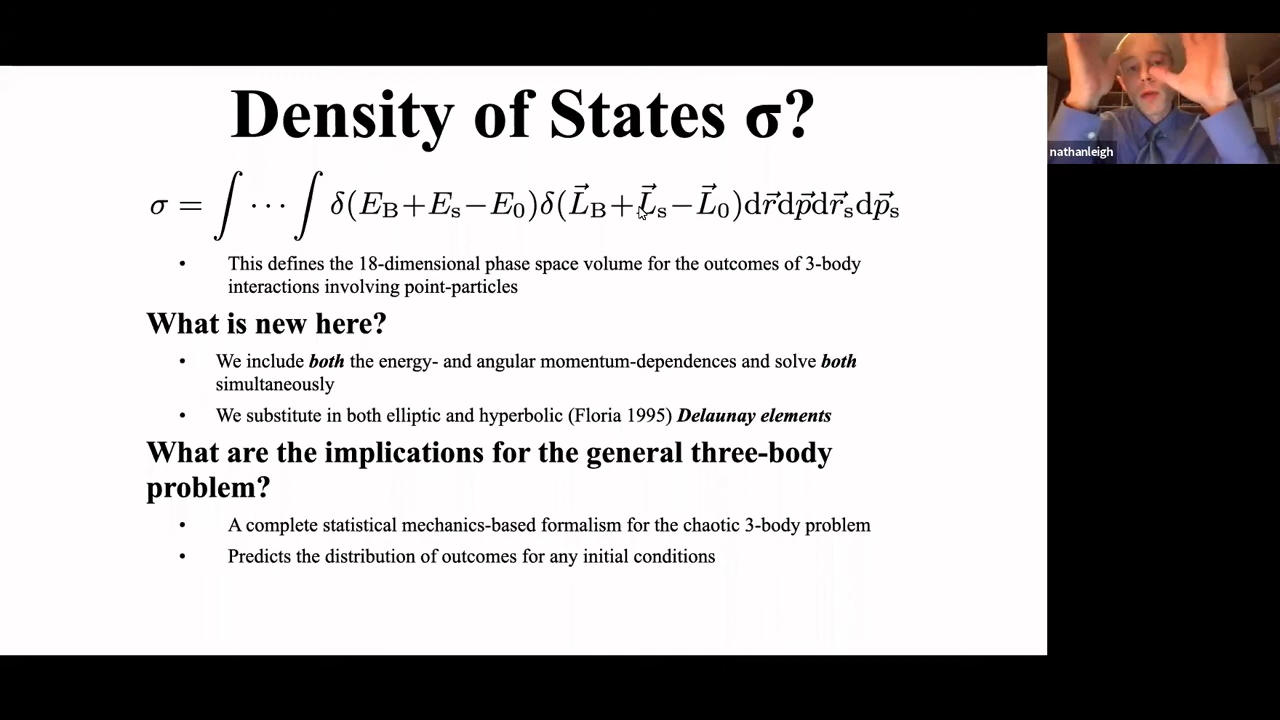 Density of States σ?
σ = ∫ ··· ∫ δ(E_B+E_s−E_0)δ(L⃗_B+L⃗_s−L⃗_0)dr⃗dp⃗dr⃗_sdp⃗_s
nathanleigh
• This defines the 18-dimensional phase space volume for the outcomes of 3-body
interactions involving point-particles
What is new here?
• We include both the energy- and angular momentum-dependences and solve both
simultaneously
• We substitute in both elliptic and hyperbolic (Floria 1995) Delaunay elements
What are the implications for the general three-body
problem?
• A complete statistical mechanics-based formalism for the chaotic 3-body problem
• Predicts the distribution of outcomes for any initial conditions